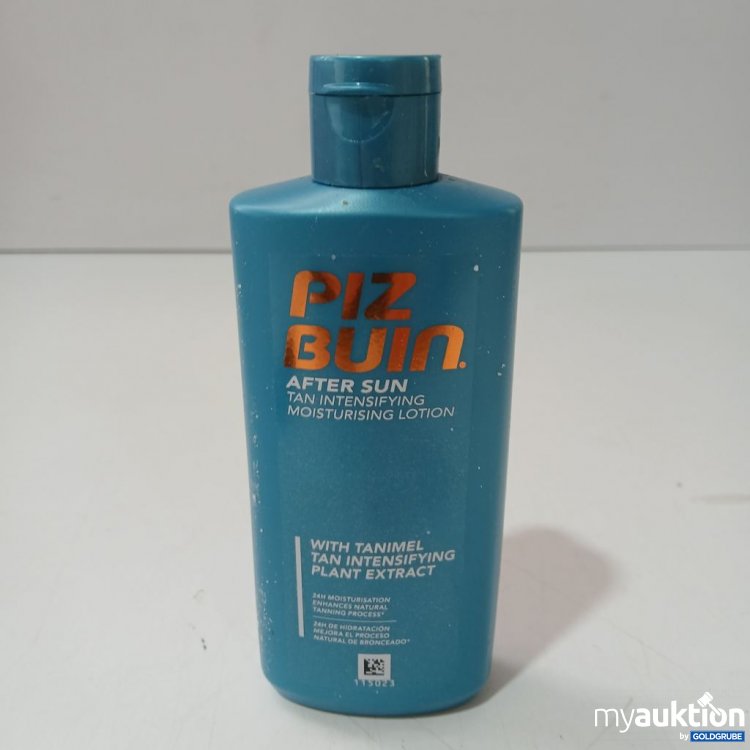 PIZ
BUIN®
AFTER SUN
TAN INTENSIFYING
MOISTURISING LOTION
WITH TANIMEL
TAN INTENSIFYING
PLANT EXTRACT
24H MOISTURISATION
ENHANCES NATURAL
TANNING PROCESS*
24H DE HIDRATACIÓN
MEJORA EL PROCESO
NATURAL DE BRONCEADO*
115023
myauktion
by GOLDGRUBE